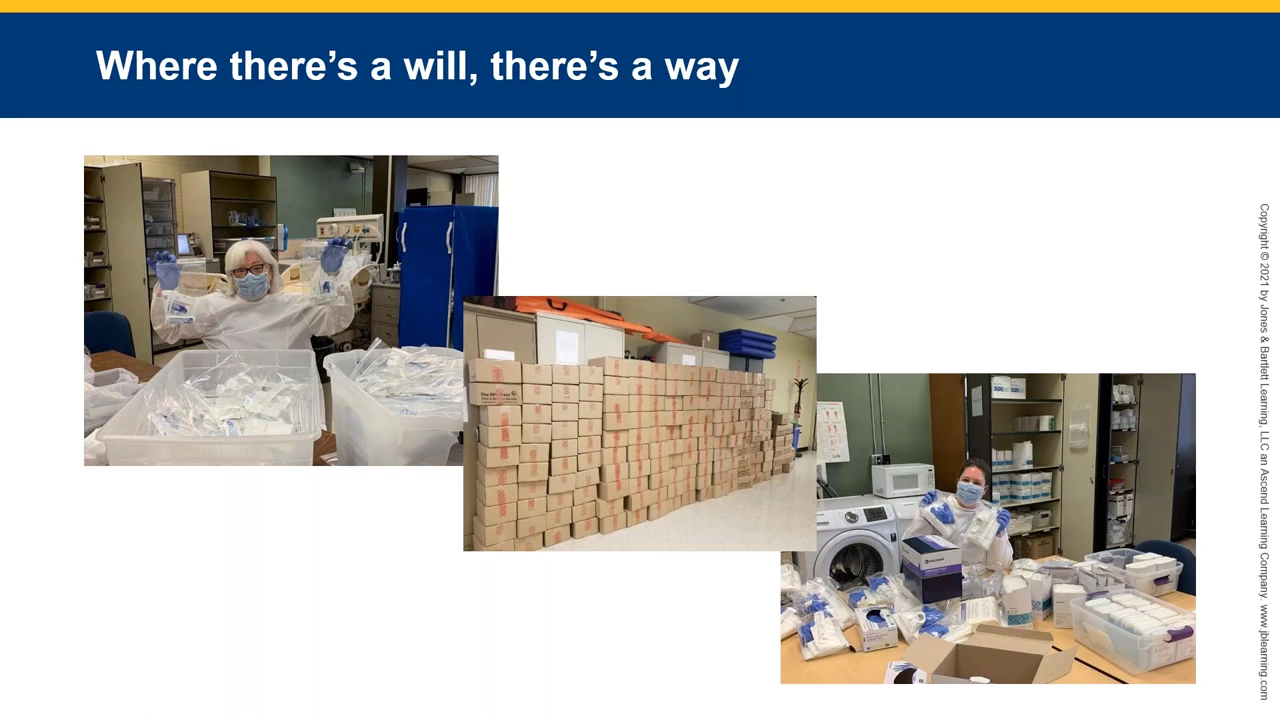 Where there’s a will, there’s a way
Copyright © 2021 by Jones & Bartlett Learning, LLC an Ascend Learning Company. www.jblearning.com